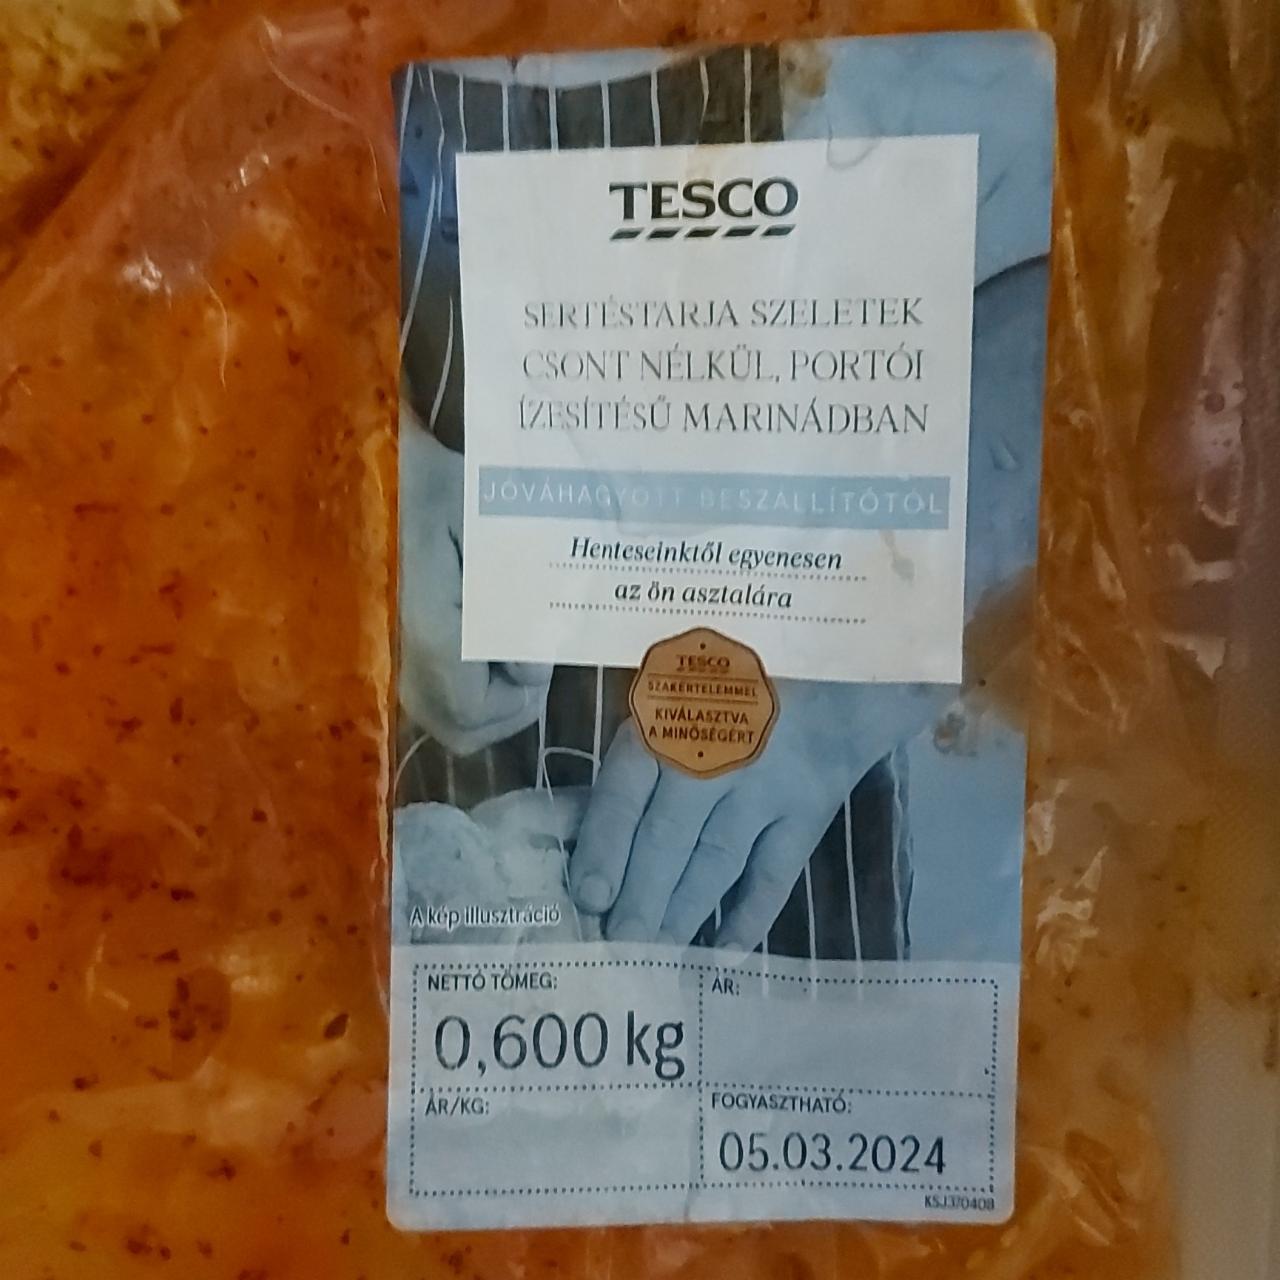 TESCO
SERTÉSTARJA SZELETEK
CSONT NÉLKÜL, PORTÓI
ÍZESÍTÉSŰ MARINÁDBAN
JÓVÁHAGYOTT BESZÁLLÍTÓTÓL
Henteseinktől egyenesen
az ön asztalára
TESCO
SZAKÉRTELEMMEL
KIVÁLASZTVA
A MINŐSÉGÉRT
A kép illusztráció
NETTÓ TÖMEG:
0,600 kg
ÁR:
ÁR/KG:
FOGYASZTHATÓ:
05.03.2024
KSJ370408